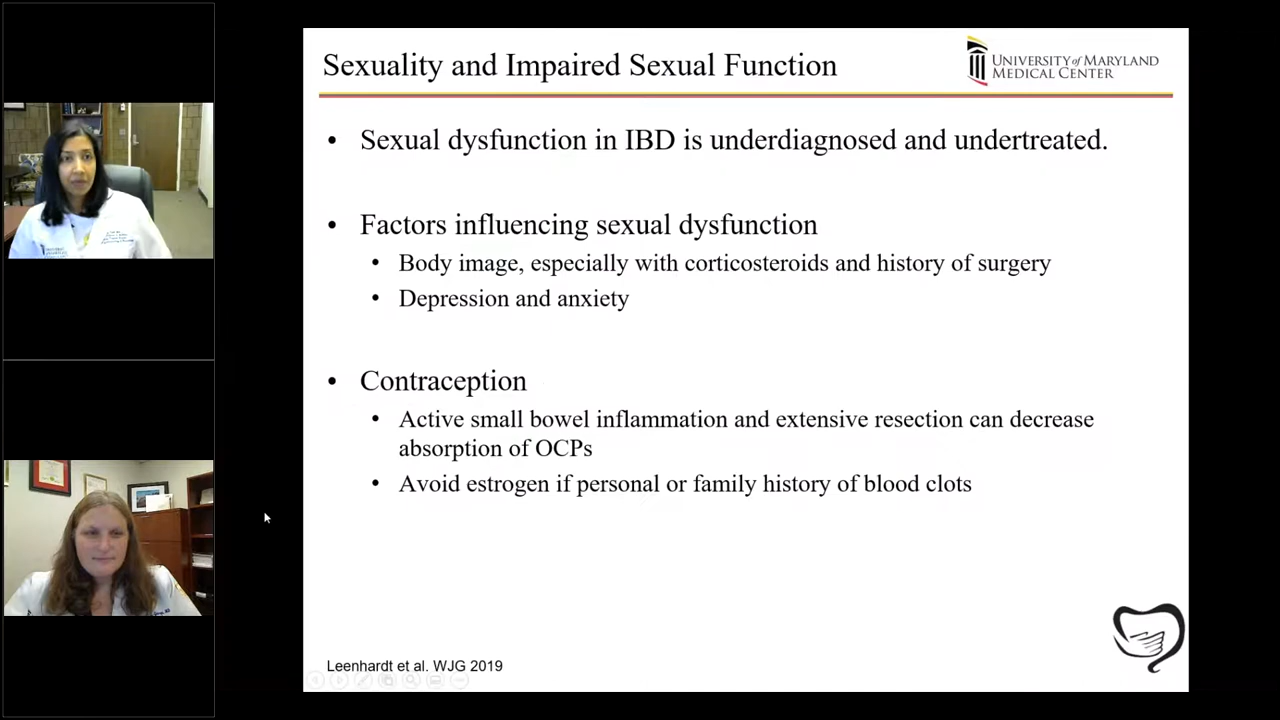 Sexuality and Impaired Sexual Function
UNIVERSITY of MARYLAND
MEDICAL CENTER
• Sexual dysfunction in IBD is underdiagnosed and undertreated.
• Factors influencing sexual dysfunction
• Body image, especially with corticosteroids and history of surgery
• Depression and anxiety
• Contraception
• Active small bowel inflammation and extensive resection can decrease
absorption of OCPs
• Avoid estrogen if personal or family history of blood clots
Leenhardt et al. WJG 2019